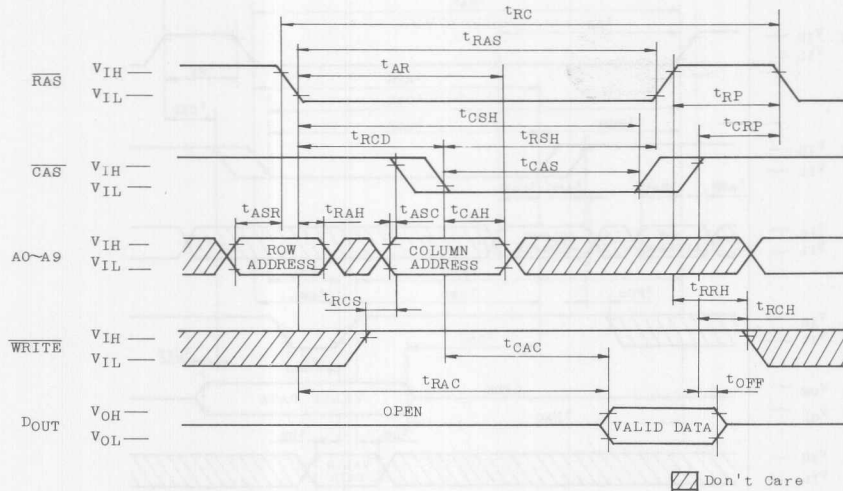 tRC
tRAS
tAR
RAS
VIH
VIL
tRP
tCSH
tCRP
tRCD
tRSH
CAS
VIH
VIL
tCAS
tASR
tRAH
tASC
tCAH
A0~A9
VIH
VIL
ROW ADDRESS
COLUMN ADDRESS
tRRH
tRCS
tRCH
WRITE
VIH
VIL
tCAC
tRAC
tOFF
DOUT
VOH
VOL
OPEN
VALID DATA
Don't Care